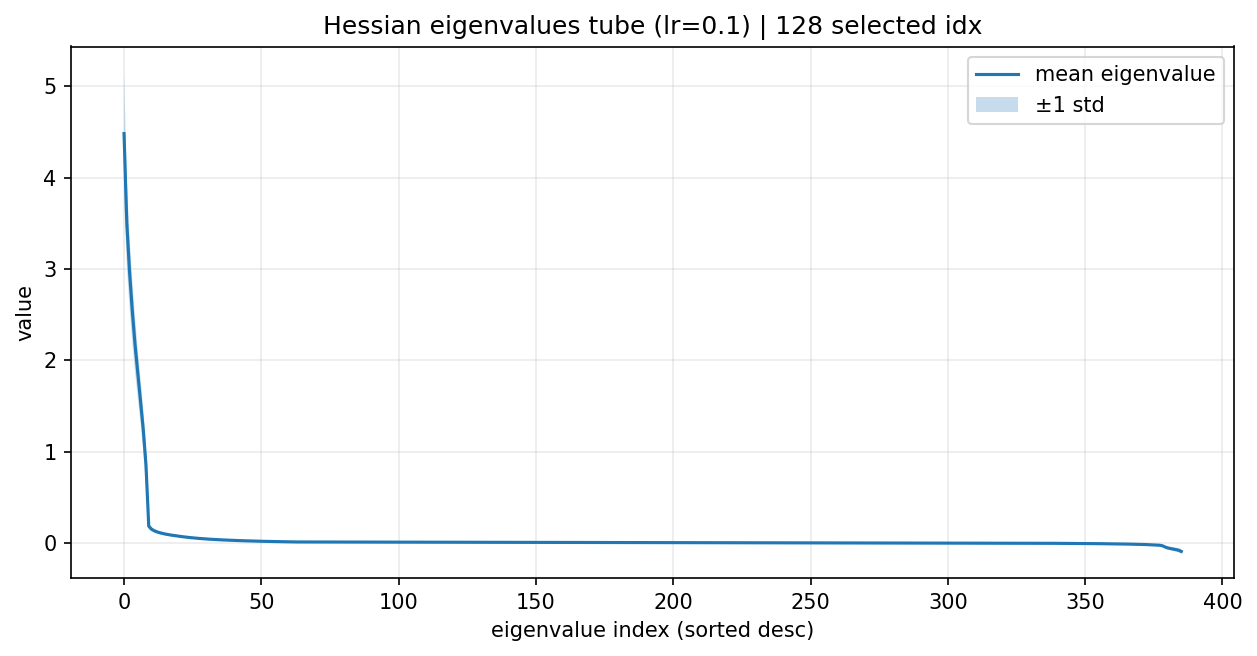 Hessian eigenvalues tube (lr=0.1) | 128 selected idx
mean eigenvalue
±1 std
5
4
3
2
1
0
value
0 50 100 150 200 250 300 350 400
eigenvalue index (sorted desc)